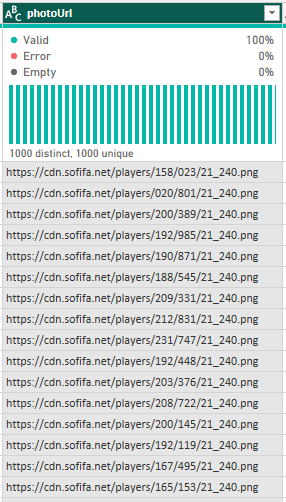 ABC photoUrl
Valid 100%
Error 0%
Empty 0%
1000 distinct, 1000 unique
https://cdn.sofifa.net/players/158/023/21_240.png
https://cdn.sofifa.net/players/020/801/21_240.png
https://cdn.sofifa.net/players/200/389/21_240.png
https://cdn.sofifa.net/players/192/985/21_240.png
https://cdn.sofifa.net/players/190/871/21_240.png
https://cdn.sofifa.net/players/188/545/21_240.png
https://cdn.sofifa.net/players/209/331/21_240.png
https://cdn.sofifa.net/players/212/831/21_240.png
https://cdn.sofifa.net/players/231/747/21_240.png
https://cdn.sofifa.net/players/192/448/21_240.png
https://cdn.sofifa.net/players/203/376/21_240.png
https://cdn.sofifa.net/players/208/722/21_240.png
https://cdn.sofifa.net/players/200/145/21_240.png
https://cdn.sofifa.net/players/192/119/21_240.png
https://cdn.sofifa.net/players/167/495/21_240.png
https://cdn.sofifa.net/players/165/153/21_240.png